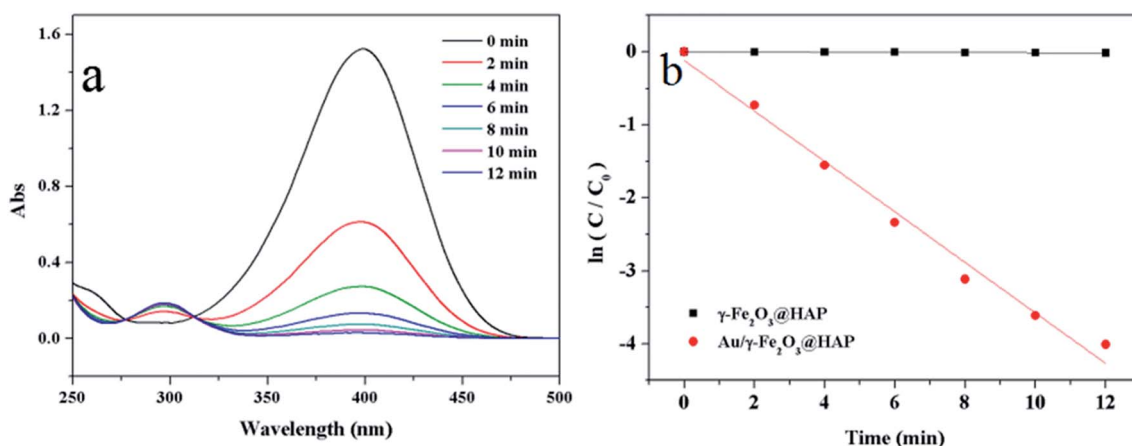 a
1.6
1.2
0.8
0.4
0.0
Abs
250
300
350
400
450
500
Wavelength (nm)
0 min
2 min
4 min
6 min
8 min
10 min
12 min
b
0
-1
-2
-3
-4
ln ( C / C₀ )
γ-Fe₂O₃@HAP
Au/γ-Fe₂O₃@HAP
0
2
4
6
8
10
12
Time (min)